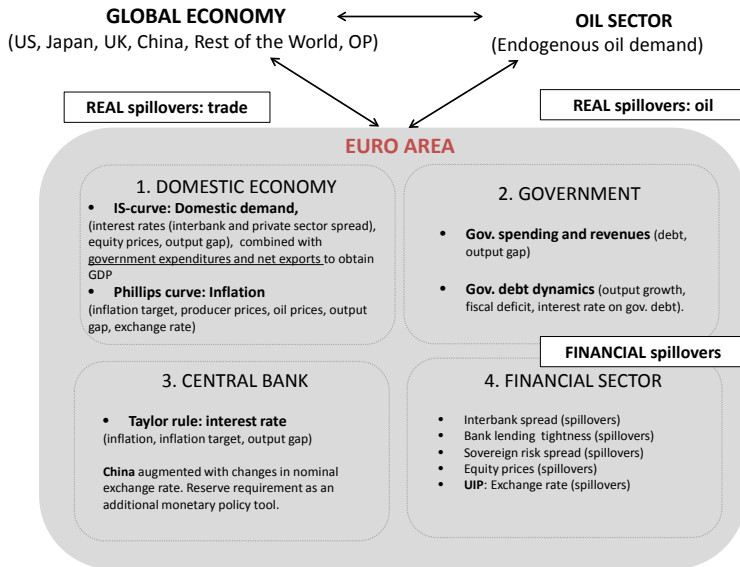 GLOBAL ECONOMY
(US, Japan, UK, China, Rest of the World, OP)
OIL SECTOR
(Endogenous oil demand)
REAL spillovers: trade
REAL spillovers: oil
EURO AREA
1. DOMESTIC ECONOMY
• IS-curve: Domestic demand,
(interest rates (interbank and private sector spread),
equity prices, output gap), combined with
government expenditures and net exports to obtain
GDP
• Phillips curve: Inflation
(inflation target, producer prices, oil prices, output
gap, exchange rate)
2. GOVERNMENT
• Gov. spending and revenues (debt,
output gap)
• Gov. debt dynamics (output growth,
fiscal deficit, interest rate on gov. debt).
FINANCIAL spillovers
3. CENTRAL BANK
• Taylor rule: interest rate
(inflation, inflation target, output gap)
China augmented with changes in nominal
exchange rate. Reserve requirement as an
additional monetary policy tool.
4. FINANCIAL SECTOR
• Interbank spread (spillovers)
• Bank lending tightness (spillovers)
• Sovereign risk spread (spillovers)
• Equity prices (spillovers)
• UIP: Exchange rate (spillovers)